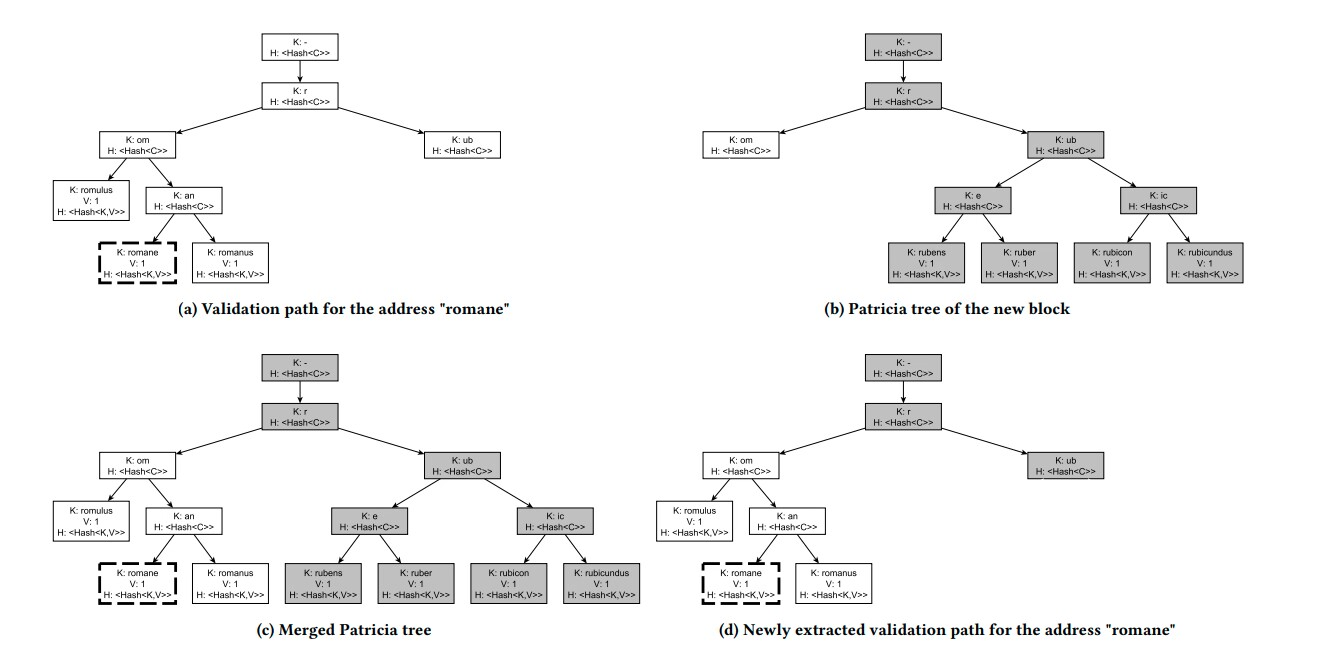 K: -
H: <Hash<C>>
K: r
H: <Hash<C>>
K: om
H: <Hash<C>>
K: ub
H: <Hash<C>>
K: romulus
V: 1
H: <Hash<K,V>>
K: an
H: <Hash<C>>
K: romane
V: 1
H: <Hash<K,V>>
K: romanus
V: 1
H: <Hash<K,V>>
(a) Validation path for the address "romane"
K: -
H: <Hash<C>>
K: r
H: <Hash<C>>
K: om
H: <Hash<C>>
K: ub
H: <Hash<C>>
K: e
H: <Hash<C>>
K: ic
H: <Hash<C>>
K: rubens
V: 1
H: <Hash<K,V>>
K: ruber
V: 1
H: <Hash<K,V>>
K: rubicon
V: 1
H: <Hash<K,V>>
K: rubicundus
V: 1
H: <Hash<K,V>>
(b) Patricia tree of the new block
K: -
H: <Hash<C>>
K: r
H: <Hash<C>>
K: om
H: <Hash<C>>
K: ub
H: <Hash<C>>
K: romulus
V: 1
H: <Hash<K,V>>
K: an
H: <Hash<C>>
K: e
H: <Hash<C>>
K: ic
H: <Hash<C>>
K: romane
V: 1
H: <Hash<K,V>>
K: romanus
V: 1
H: <Hash<K,V>>
K: rubens
V: 1
H: <Hash<K,V>>
K: ruber
V: 1
H: <Hash<K,V>>
K: rubicon
V: 1
H: <Hash<K,V>>
K: rubicundus
V: 1
H: <Hash<K,V>>
(c) Merged Patricia tree
K: -
H: <Hash<C>>
K: r
H: <Hash<C>>
K: om
H: <Hash<C>>
K: ub
H: <Hash<C>>
K: romulus
V: 1
H: <Hash<K,V>>
K: an
H: <Hash<C>>
K: romane
V: 1
H: <Hash<K,V>>
K: romanus
V: 1
H: <Hash<K,V>>
(d) Newly extracted validation path for the address "romane"